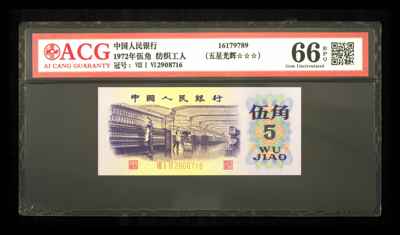 ACG
AI CANG GUARANTY
中国人民银行
1972年伍角 纺织工人
冠号: VIII I VI2908716
16179789
(五星光辉☆☆☆)
66 EPQ
Gem Uncirculated
中国人民银行
伍角
5
WU
JIAO